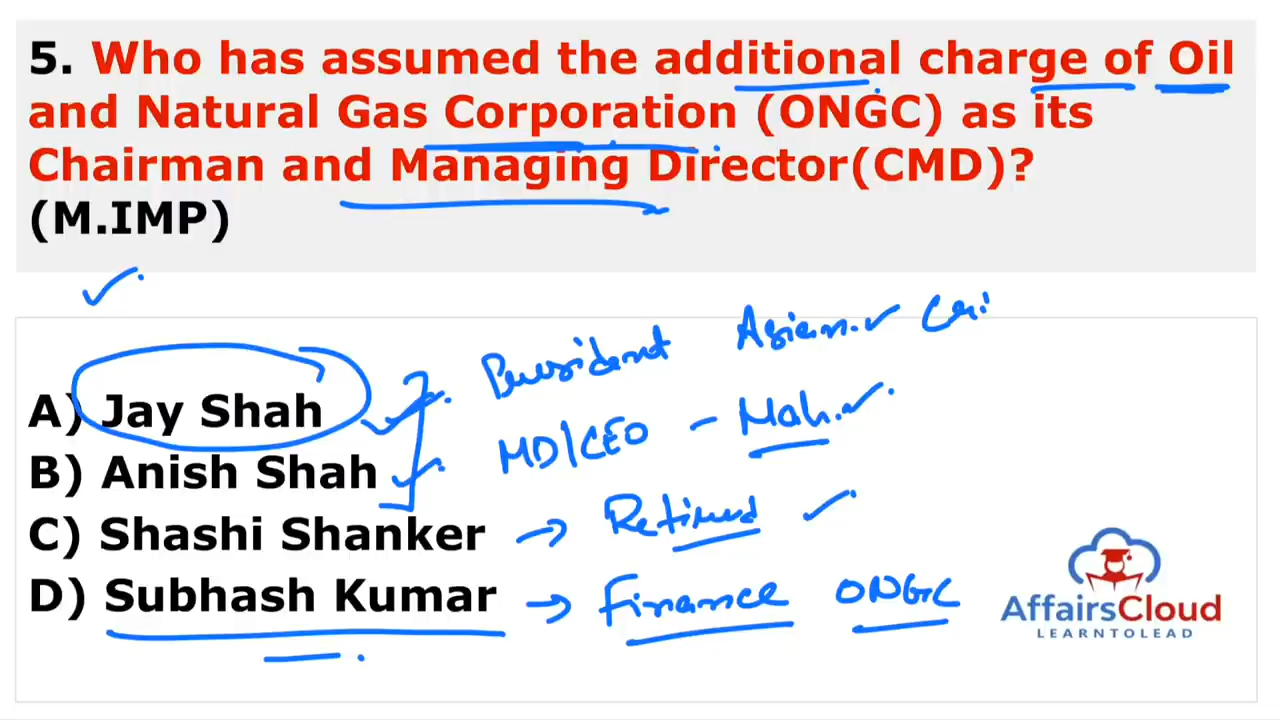 5. Who has assumed the additional charge of Oil
and Natural Gas Corporation (ONGC) as its
Chairman and Managing Director(CMD)?
(M.IMP)
President Asian
A) Jay Shah
MD/CEO - Mah.
B) Anish Shah
C) Shashi Shanker → Retired
D) Subhash Kumar → Finance ONGC
AffairsCloud
LEARNTOLEAD